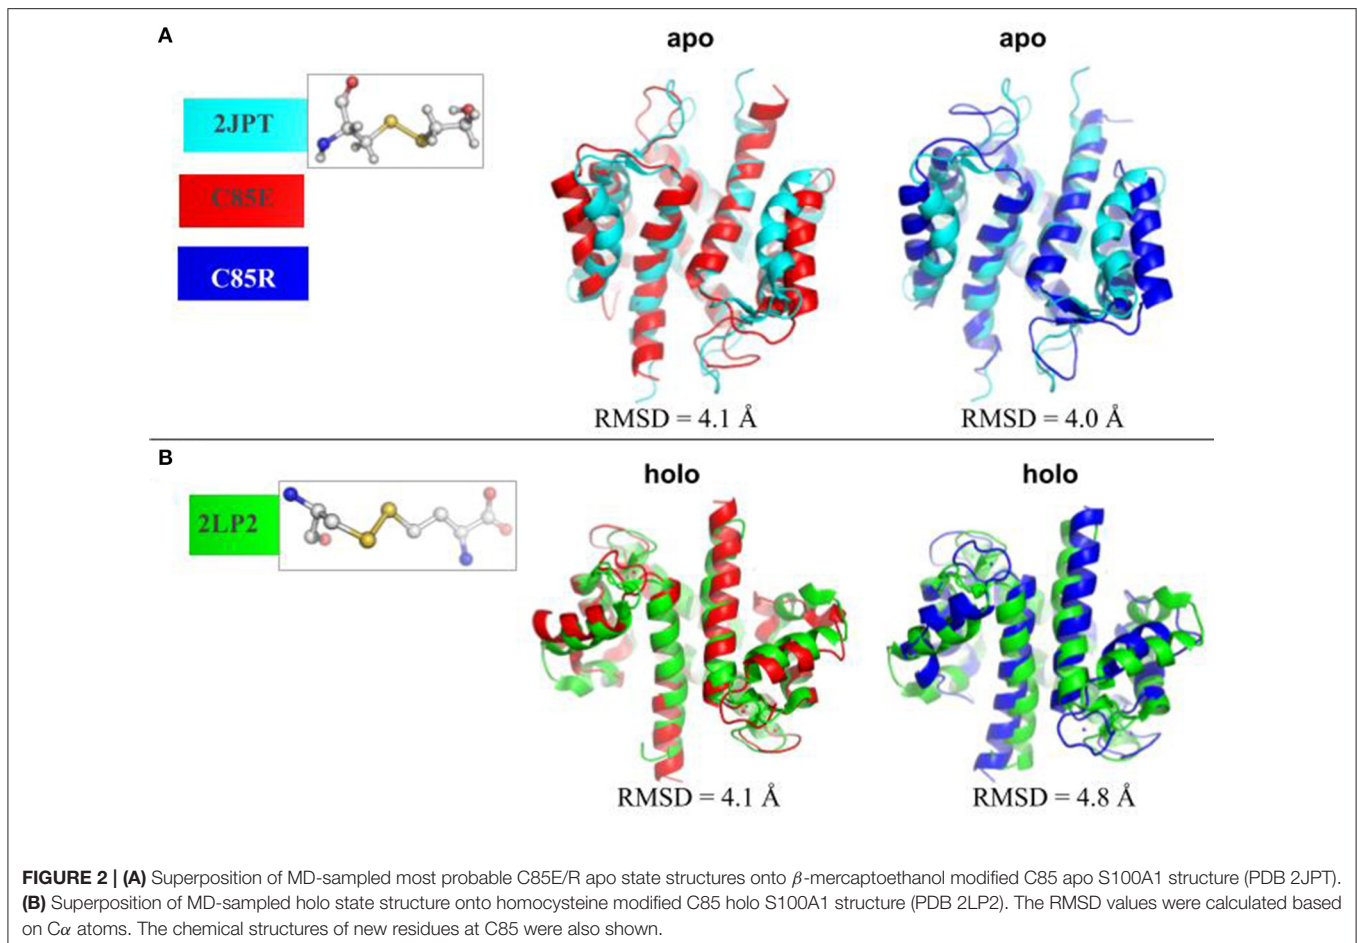 A
apo
apo
2JPT
C85E
C85R
RMSD = 4.1 Å
RMSD = 4.0 Å
B
holo
holo
2LP2
RMSD = 4.1 Å
RMSD = 4.8 Å
FIGURE 2 | (A) Superposition of MD-sampled most probable C85E/R apo state structures onto β-mercaptoethanol modified C85 apo S100A1 structure (PDB 2JPT).
(B) Superposition of MD-sampled holo state structure onto homocysteine modified C85 holo S100A1 structure (PDB 2LP2). The RMSD values were calculated based
on Cα atoms. The chemical structures of new residues at C85 were also shown.